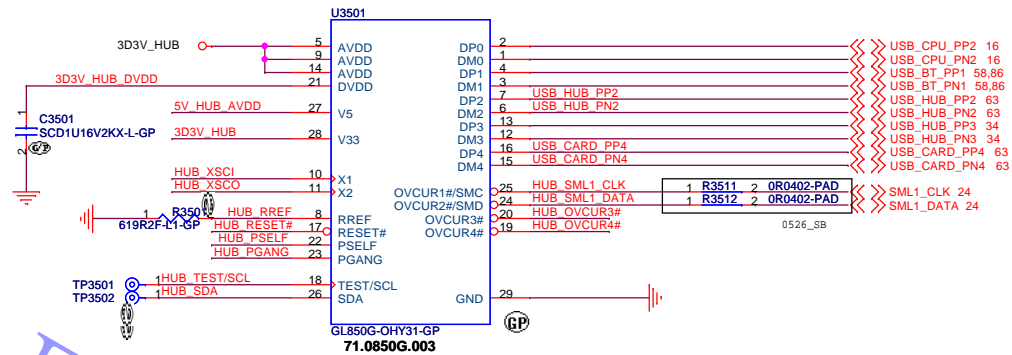 U3501
3D3V_HUB 5 AVDD DP0 2 USB_CPU_PP2 16
9 AVDD DM0 1 USB_CPU_PN2 16
14 AVDD DP1 4 USB_BT_PP1 58,86
3D3V_HUB_DVDD 21 DVDD DM1 3 USB_BT_PN1 58,86
DP2 7 USB_HUB_PP2 USB_HUB_PP2 63
5V_HUB_AVDD 27 V5 DM2 6 USB_HUB_PN2 USB_HUB_PN2 63
DP3 13 USB_HUB_PP3 34
3D3V_HUB 28 V33 DM3 12 USB_HUB_PN3 34
DP4 16 USB_CARD_PP4 USB_CARD_PP4 63
DM4 15 USB_CARD_PN4 USB_CARD_PN4 63
1 C3501
SCD1U16V2KX-L-GP
2 GP
HUB_XSCI 10 X1
HUB_XSCO 11 X2 OVCUR1#/SMC 25 HUB_SML1_CLK 1 R3511 2 0R0402-PAD SML1_CLK 24
OVCUR2#/SMD 24 HUB_SML1_DATA 1 R3512 2 0R0402-PAD SML1_DATA 24
1 HUB_RREF 8 RREF OVCUR3# 20 HUB_OVCUR3#
619R2F-L1-GP HUB_RESET# 17 RESET# OVCUR4# 19 HUB_OVCUR4#
0526_SB
HUB_PSELF 22 PSELF
HUB_PGANG 23 PGANG
TP3501 1 HUB_TEST/SCL 18 TEST/SCL
TP3502 1 HUB_SDA 26 SDA GND 29
GP
GL850G-OHY31-GP
71.0850G.003